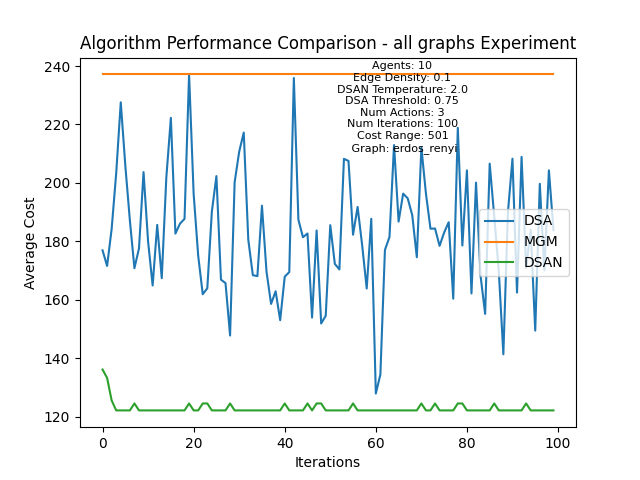 Algorithm Performance Comparison - all graphs Experiment
240
220
200
180
160
140
120
Average Cost
Agents: 10
Edge Density: 0.1
DSAN Temperature: 2.0
DSA Threshold: 0.75
Num Actions: 3
Num Iterations: 100
Cost Range: 501
Graph: erdos_renyi
DSA
MGM
DSAN
0
20
40
60
80
100
Iterations